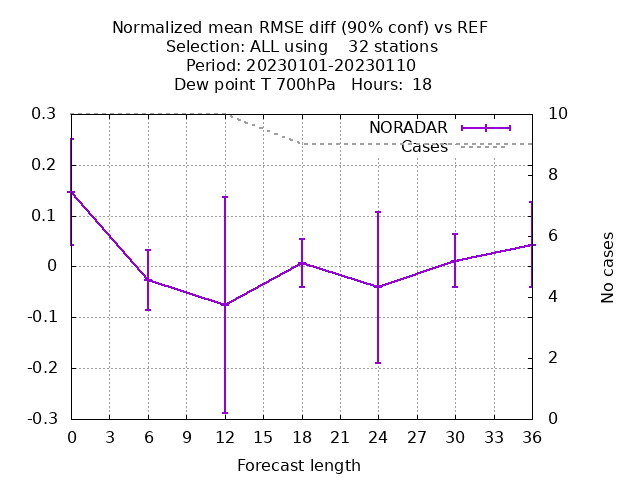 Normalized mean RMSE diff (90% conf) vs REF
Selection: ALL using    32 stations
Period: 20230101-20230110
Dew point T 700hPa   Hours:  18
NORADAR
Cases
0.3
0.2
0.1
0
-0.1
-0.2
-0.3
10
8
6
4
2
0
No cases
0 3 6 9 12 15 18 21 24 27 30 33 36
Forecast length